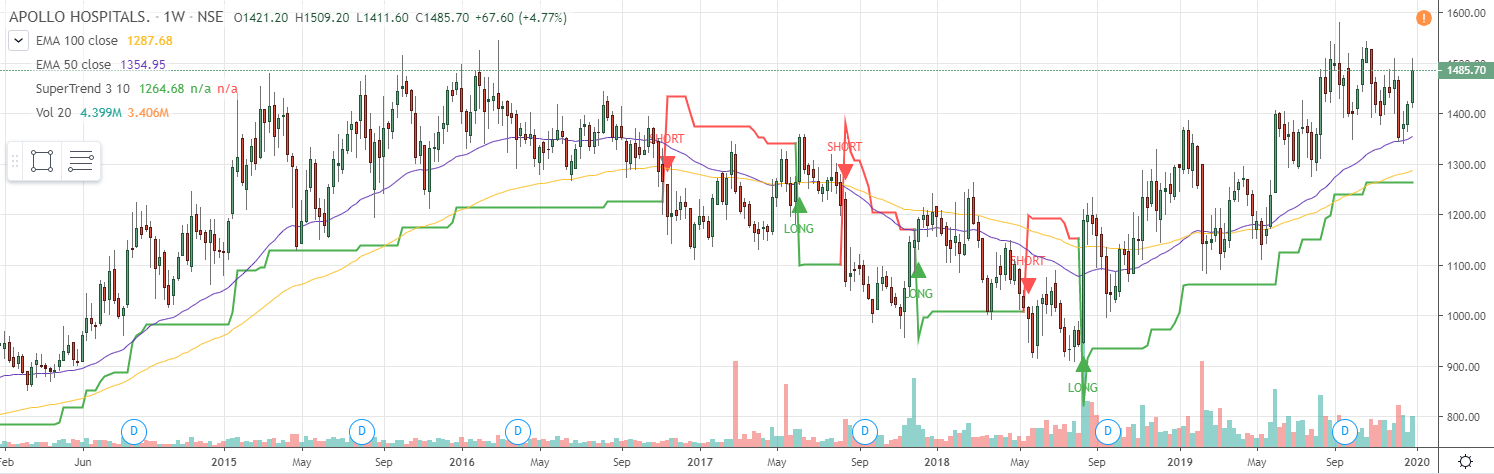 APOLLO HOSPITALS. · 1W · NSE O1421.20 H1509.20 L1411.60 C1485.70 +67.60 (+4.77%)
EMA 100 close 1287.68
EMA 50 close 1354.95
SuperTrend 3 10 1264.68 n/a n/a
Vol 20 4.399M 3.406M
1600.00
!
1485.70
1400.00
SHORT
SHORT
1300.00
1200.00
LONG
SHORT
1100.00
LONG
1000.00
900.00
LONG
800.00
D
D
D
D
D
D
Feb Jun 2015 May Sep 2016 May Sep 2017 May Sep 2018 May Sep 2019 May Sep 2020